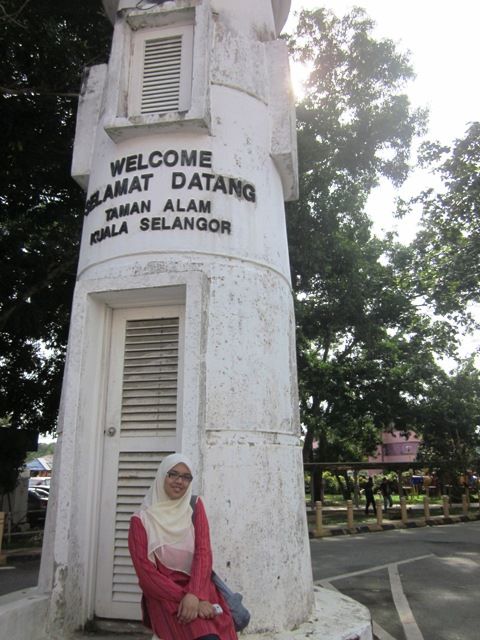 WELCOME
SELAMAT DATANG
TAMAN ALAM
KUALA SELANGOR